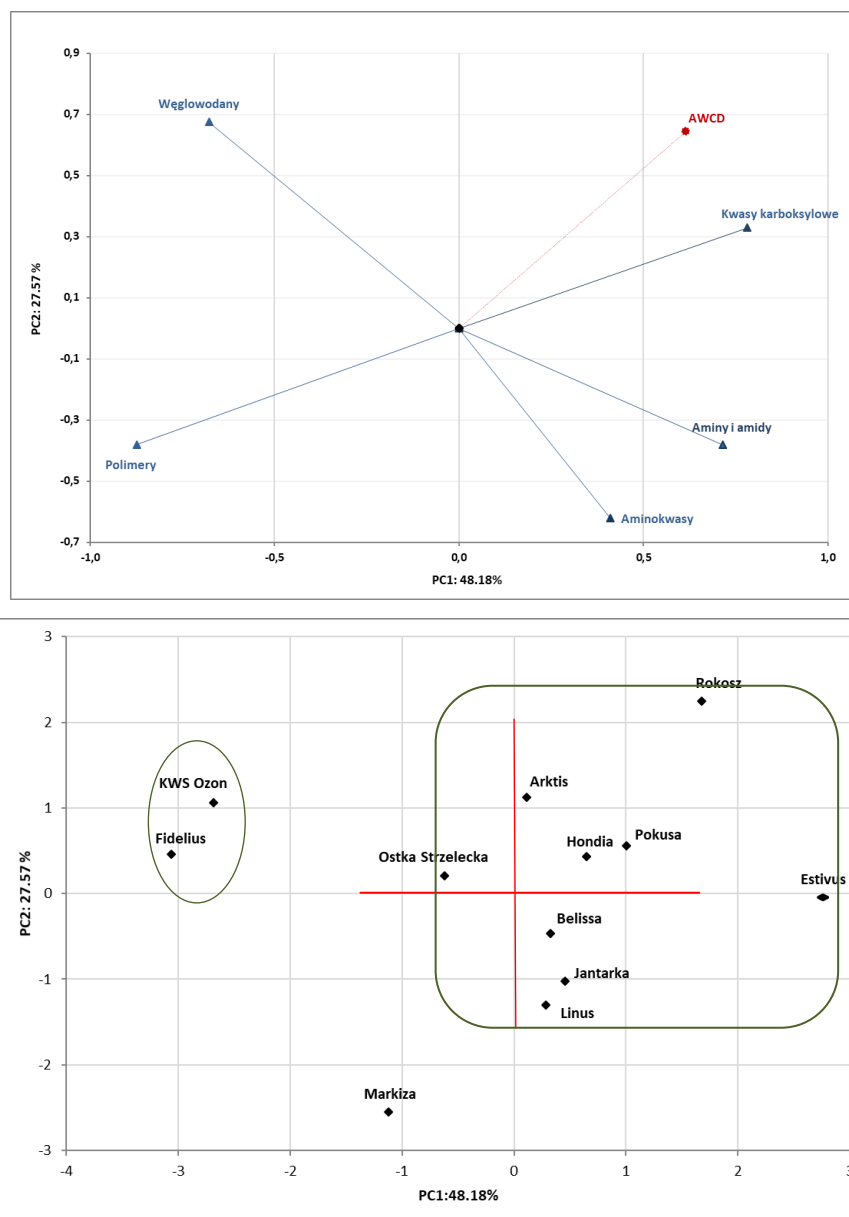 0,9
Węglowodany
0,7
AWCD
0,5
Kwasy karboksylowe
0,3
0,1
PC2: 27.57 %
-0,1
-0,3
Aminy i amidy
Polimery
-0,5
Aminokwasy
-0,7
-1,0 -0,5 0,0 0,5 1,0
PC1: 48.18%
3
Rokosz
2
KWS Ozon
Arktis
1
Fidelius
Hondia Pokusa
Ostka Strzelecka
Estivus
0
PC2: 27.57 %
Belissa
-1
Jantarka
Linus
-2
Markiza
-3
-4 -3 -2 -1 0 1 2 3
PC1:48.18%